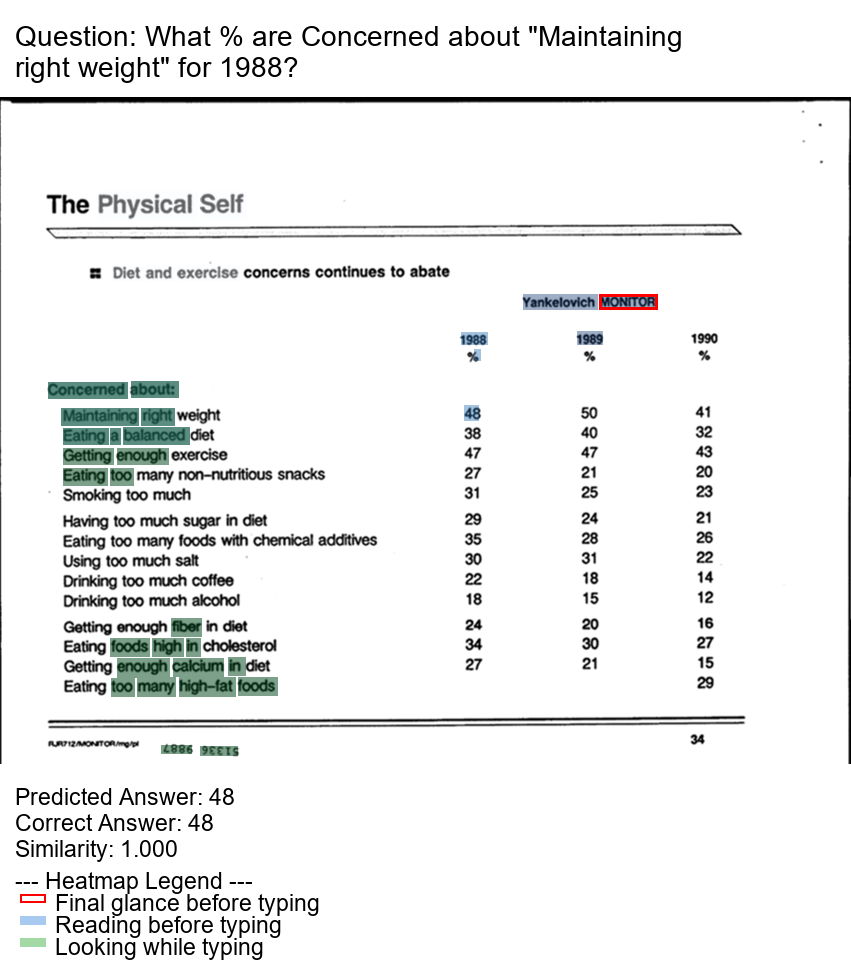 Question: What % are Concerned about "Maintaining
right weight" for 1988?
The Physical Self
Diet and exercise concerns continues to abate
Yankelovich MONITOR
1988 1989 1990
% % %
Concerned about:
Maintaining right weight 48 50 41
Eating a balanced diet 38 40 32
Getting enough exercise 47 47 43
Eating too many non-nutritious snacks 27 21 20
Smoking too much 31 25 23
Having too much sugar in diet 29 24 21
Eating too many foods with chemical additives 35 28 26
Using too much salt 30 31 22
Drinking too much coffee 22 18 14
Drinking too much alcohol 18 15 12
Getting enough fiber in diet 24 20 16
Eating foods high in cholesterol 34 30 27
Getting enough calcium in diet 27 21 15
Eating too many high-fat foods 29
RJR712/MONITOR/mg/pl 34
51336 9887
Predicted Answer: 48
Correct Answer: 48
Similarity: 1.000
--- Heatmap Legend ---
Final glance before typing
Reading before typing
Looking while typing